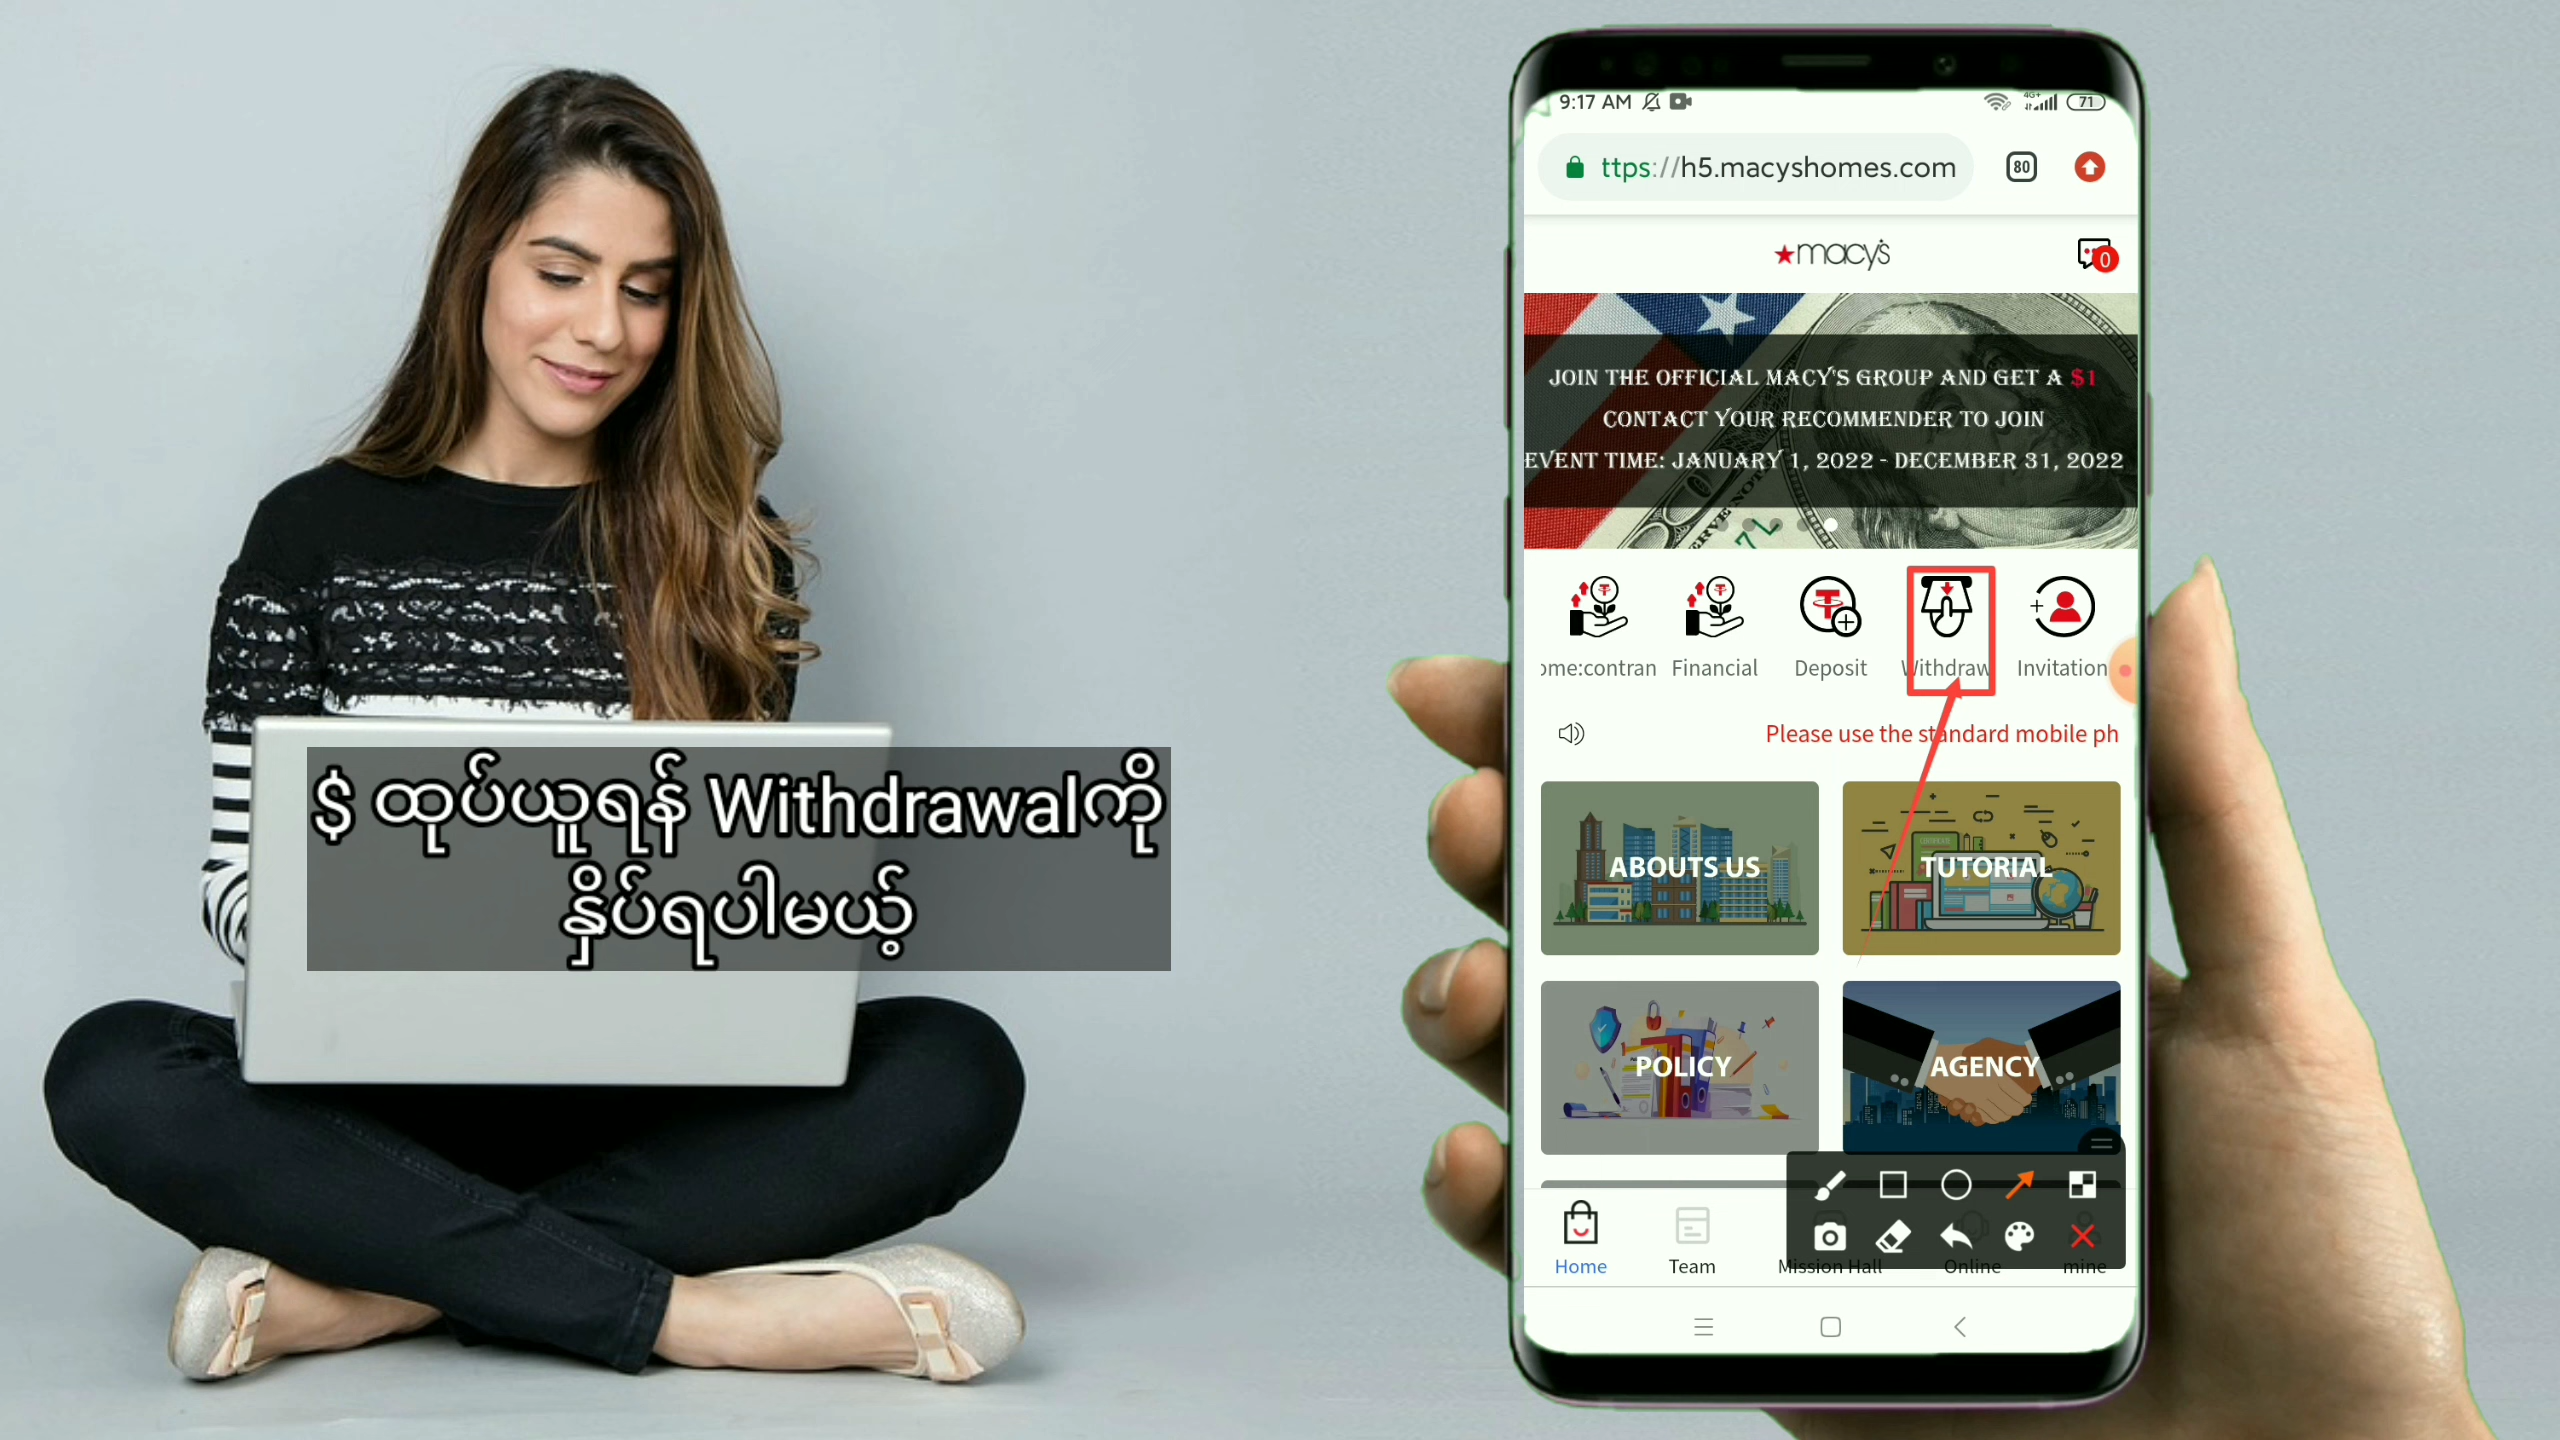 $ ထုပ်ယူရန် Withdrawalကို
နှိပ်ရပါမယ့်
9:17 AM
4G+
71
ttps://h5.macyshomes.com
80
macy's
0
JOIN THE OFFICIAL MACY'S GROUP AND GET A $1
CONTACT YOUR RECOMMENDER TO JOIN
EVENT TIME: JANUARY 1, 2022 - DECEMBER 31, 2022
ome:contran Financial Deposit Withdraw Invitation
Please use the standard mobile ph
ABOUTS US TUTORIAL
POLICY AGENCY
Home Team Mission Hall Online mine